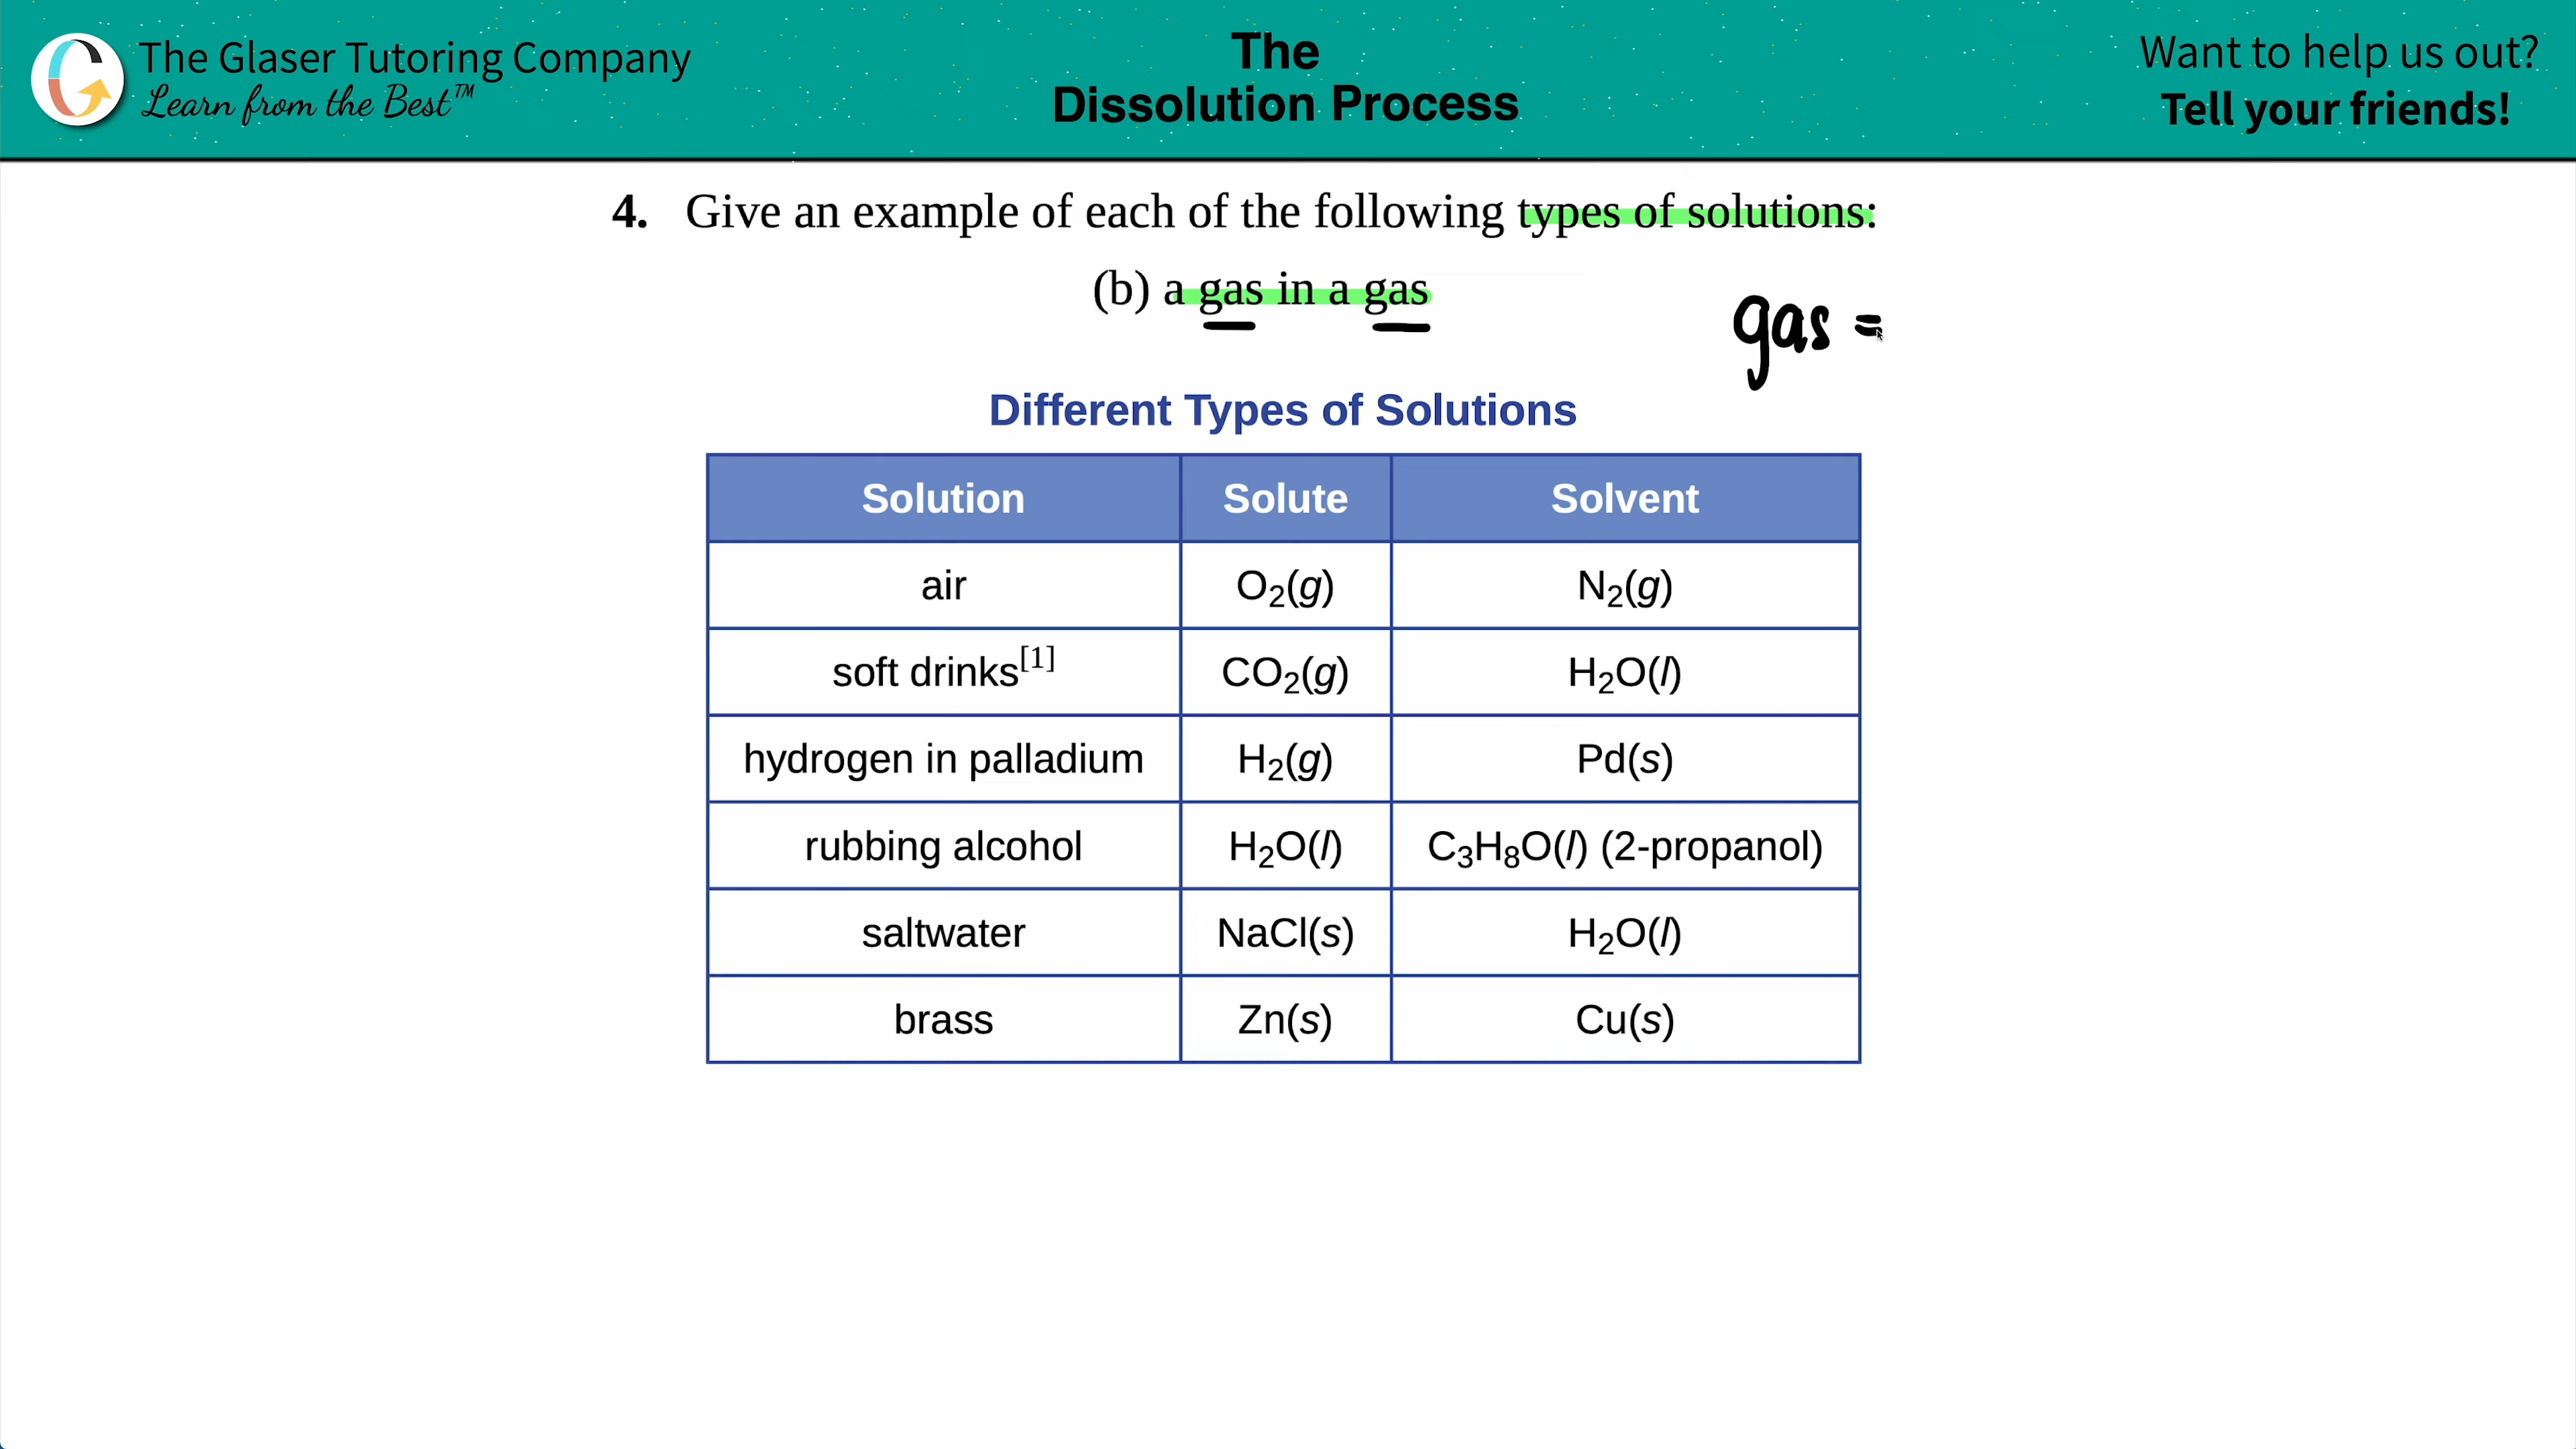 The Glaser Tutoring Company
Learn from the Best™
The
Dissolution Process
Want to help us out?
Tell your friends!
4. Give an example of each of the following types of solutions:
(b) a gas in a gas
gas =
Different Types of Solutions
Solution Solute Solvent
air O₂(g) N₂(g)
soft drinks[1] CO₂(g) H₂O(l)
hydrogen in palladium H₂(g) Pd(s)
rubbing alcohol H₂O(l) C₃H₈O(l) (2-propanol)
saltwater NaCl(s) H₂O(l)
brass Zn(s) Cu(s)